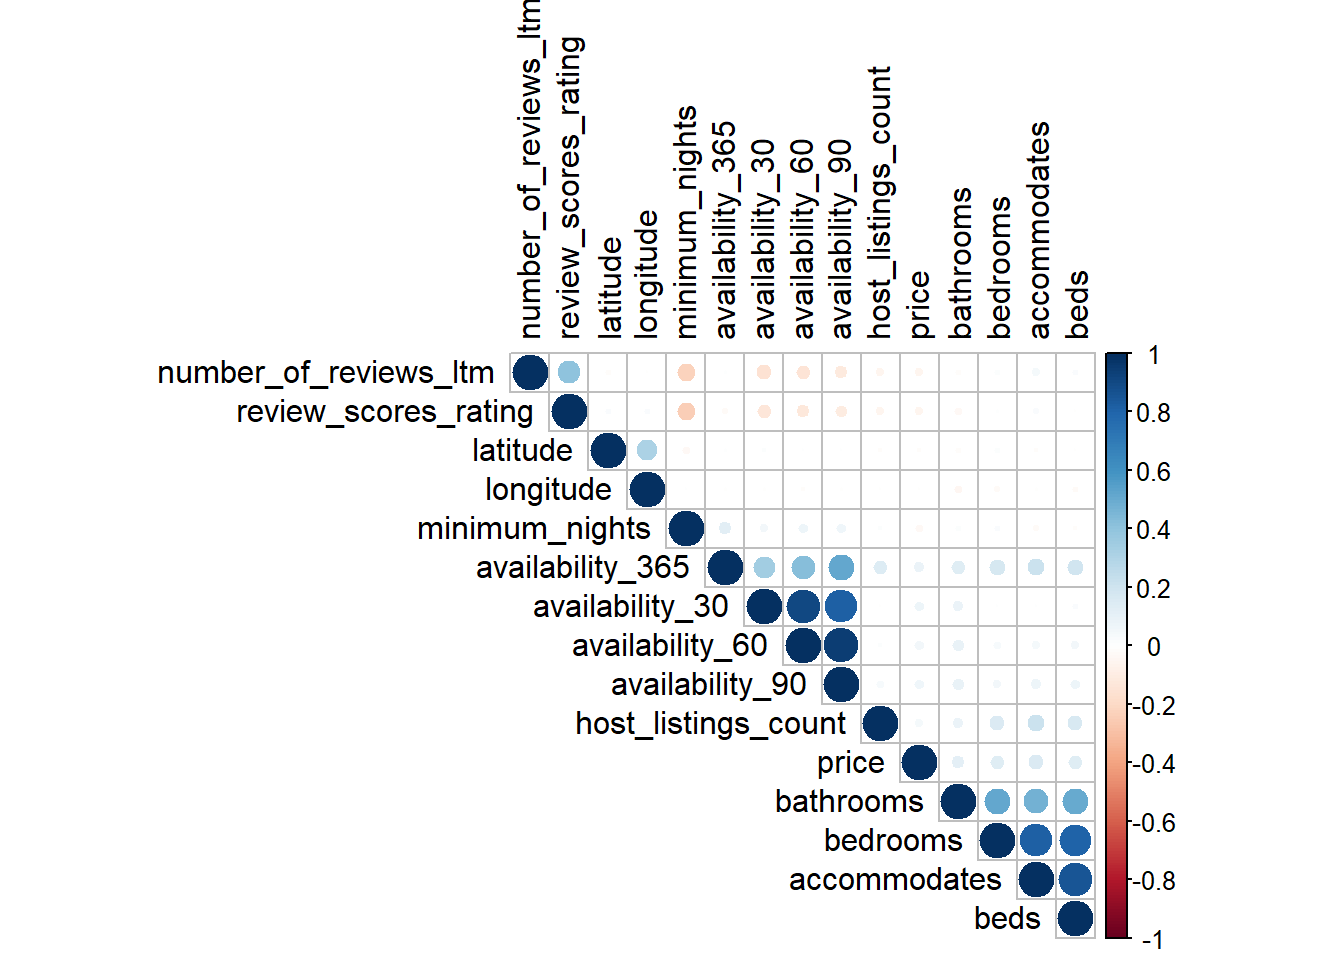 number_of_reviews_ltm
review_scores_rating
latitude
longitude
minimum_nights
availability_365
availability_30
availability_60
availability_90
host_listings_count
price
bathrooms
bedrooms
accommodates
beds
number_of_reviews_ltm
review_scores_rating
latitude
longitude
minimum_nights
availability_365
availability_30
availability_60
availability_90
host_listings_count
price
bathrooms
bedrooms
accommodates
beds
1
0.8
0.6
0.4
0.2
0
-0.2
-0.4
-0.6
-0.8
-1